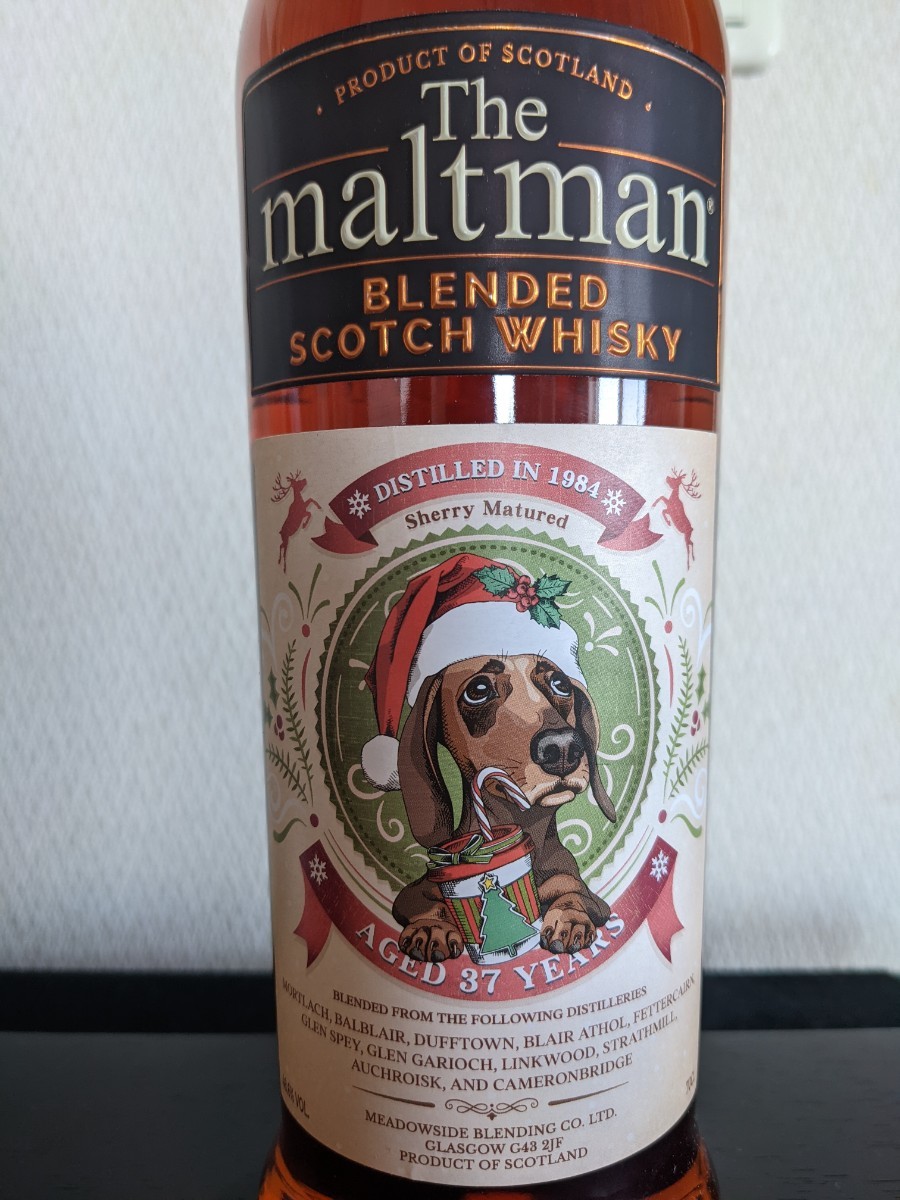 PRODUCT OF SCOTLAND
The
maltman®
BLENDED
SCOTCH WHISKY
DISTILLED IN 1984
Sherry Matured
AGED 37 YEARS
BLENDED FROM THE FOLLOWING DISTILLERIES
MORTLACH, BALBLAIR, DUFFTOWN, BLAIR ATHOL, FETTERCAIRN,
GLEN SPEY, GLEN GARIOCH, LINKWOOD, STRATHMILL,
AUCHROISK, AND CAMERONBRIDGE
VOL.
MEADOWSIDE BLENDING CO. LTD.
GLASGOW G43 2JF
PRODUCT OF SCOTLAND